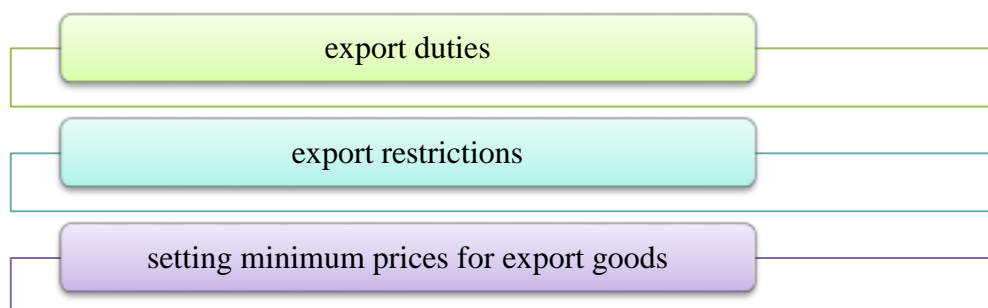 export duties
export restrictions
setting minimum prices for export goods